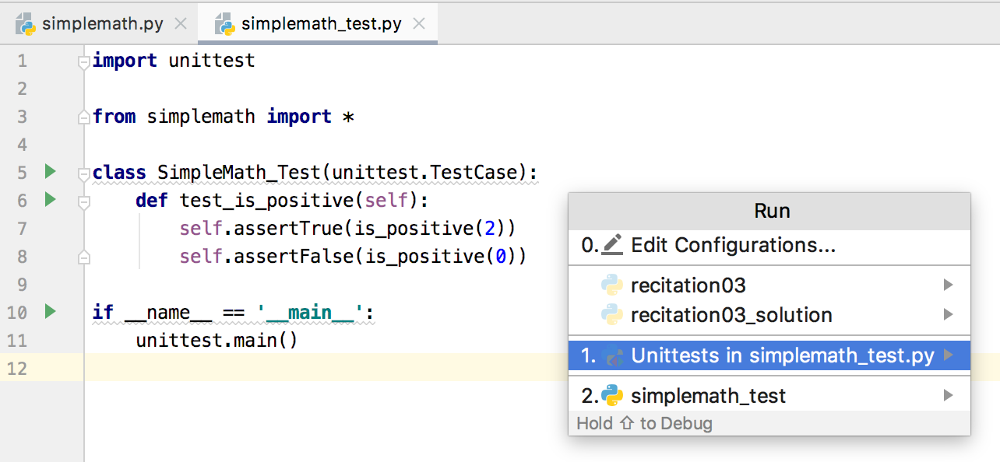 simplemath.py simplemath_test.py
1 import unittest
2
3 from simplemath import *
4
5 class SimpleMath_Test(unittest.TestCase):
6 def test_is_positive(self):
7 self.assertTrue(is_positive(2))
8 self.assertFalse(is_positive(0))
9
10 if __name__ == '__main__':
11 unittest.main()
12
Run
0. Edit Configurations...
recitation03
recitation03_solution
1. Unittests in simplemath_test.py
2. simplemath_test
Hold ⇧ to Debug